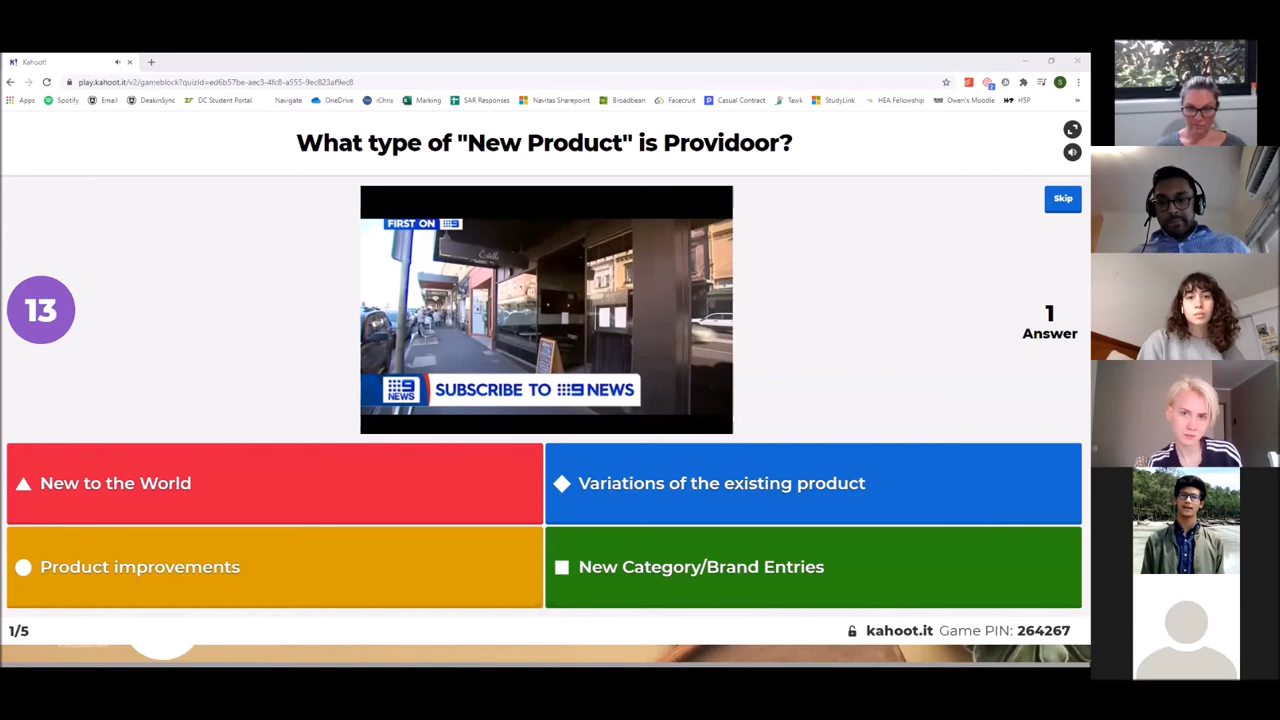 Kahoot!
play.kahoot.it/v2/gameblock?quizId=ed6b57be-aec3-4fc8-a555-9ec823af9ec8
S
Apps Spotify Email DeakinSync DC Student Portal Navigate OneDrive iChris Marking SAR Responses Navitas Sharepoint Broadbean Facecruit Casual Contract Tawk StudyLink HEA Fellowship Owen's Moodle H5P »
What type of "New Product" is Providoor?
Skip
FIRST ON 9
Estelle
13
1
Answer
9 NEWS SUBSCRIBE TO 9 NEWS
New to the World
Variations of the existing product
Product improvements
New Category/Brand Entries
1/5
kahoot.it Game PIN: 264267